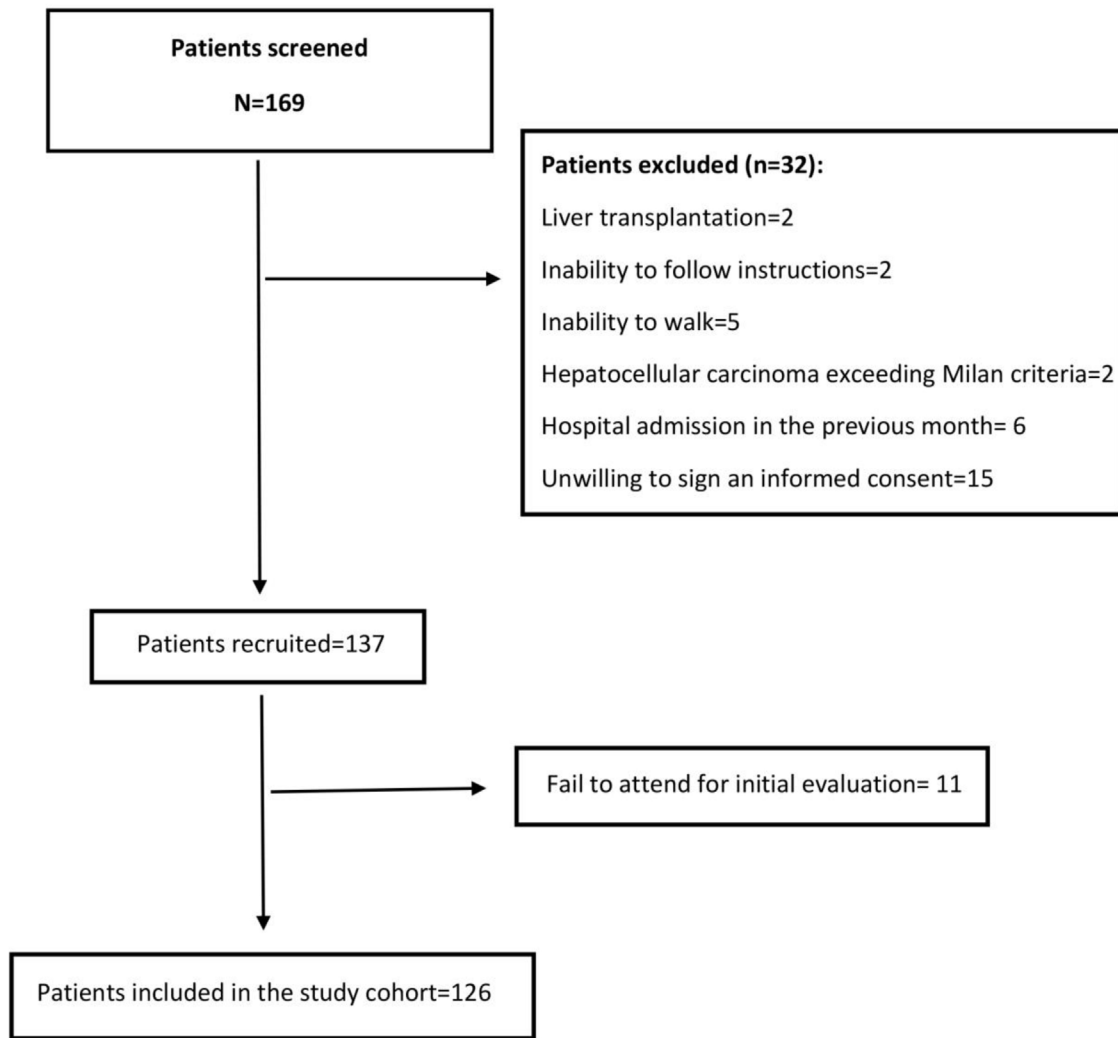 Patients screened
N=169
Patients excluded (n=32):
Liver transplantation=2
Inability to follow instructions=2
Inability to walk=5
Hepatocellular carcinoma exceeding Milan criteria=2
Hospital admission in the previous month= 6
Unwilling to sign an informed consent=15
Patients recruited=137
Fail to attend for initial evaluation= 11
Patients included in the study cohort=126